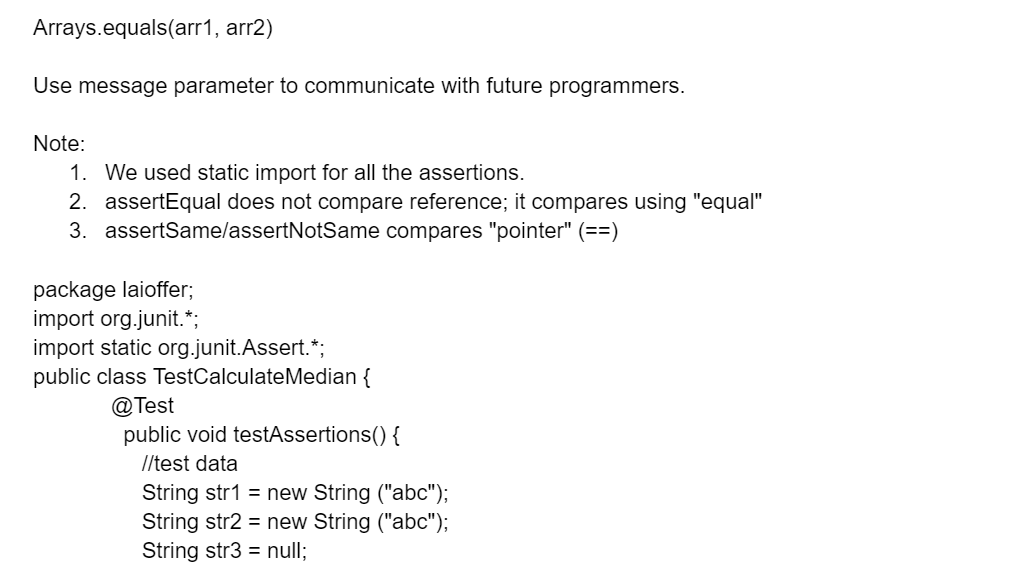 Arrays.equals(arr1, arr2)
Use message parameter to communicate with future programmers.
Note:
1. We used static import for all the assertions.
2. assertEqual does not compare reference; it compares using "equal"
3. assertSame/assertNotSame compares "pointer" (==)
package laioffer;
import org.junit.*;
import static org.junit.Assert.*;
public class TestCalculateMedian {
@Test
public void testAssertions() {
//test data
String str1 = new String ("abc");
String str2 = new String ("abc");
String str3 = null;